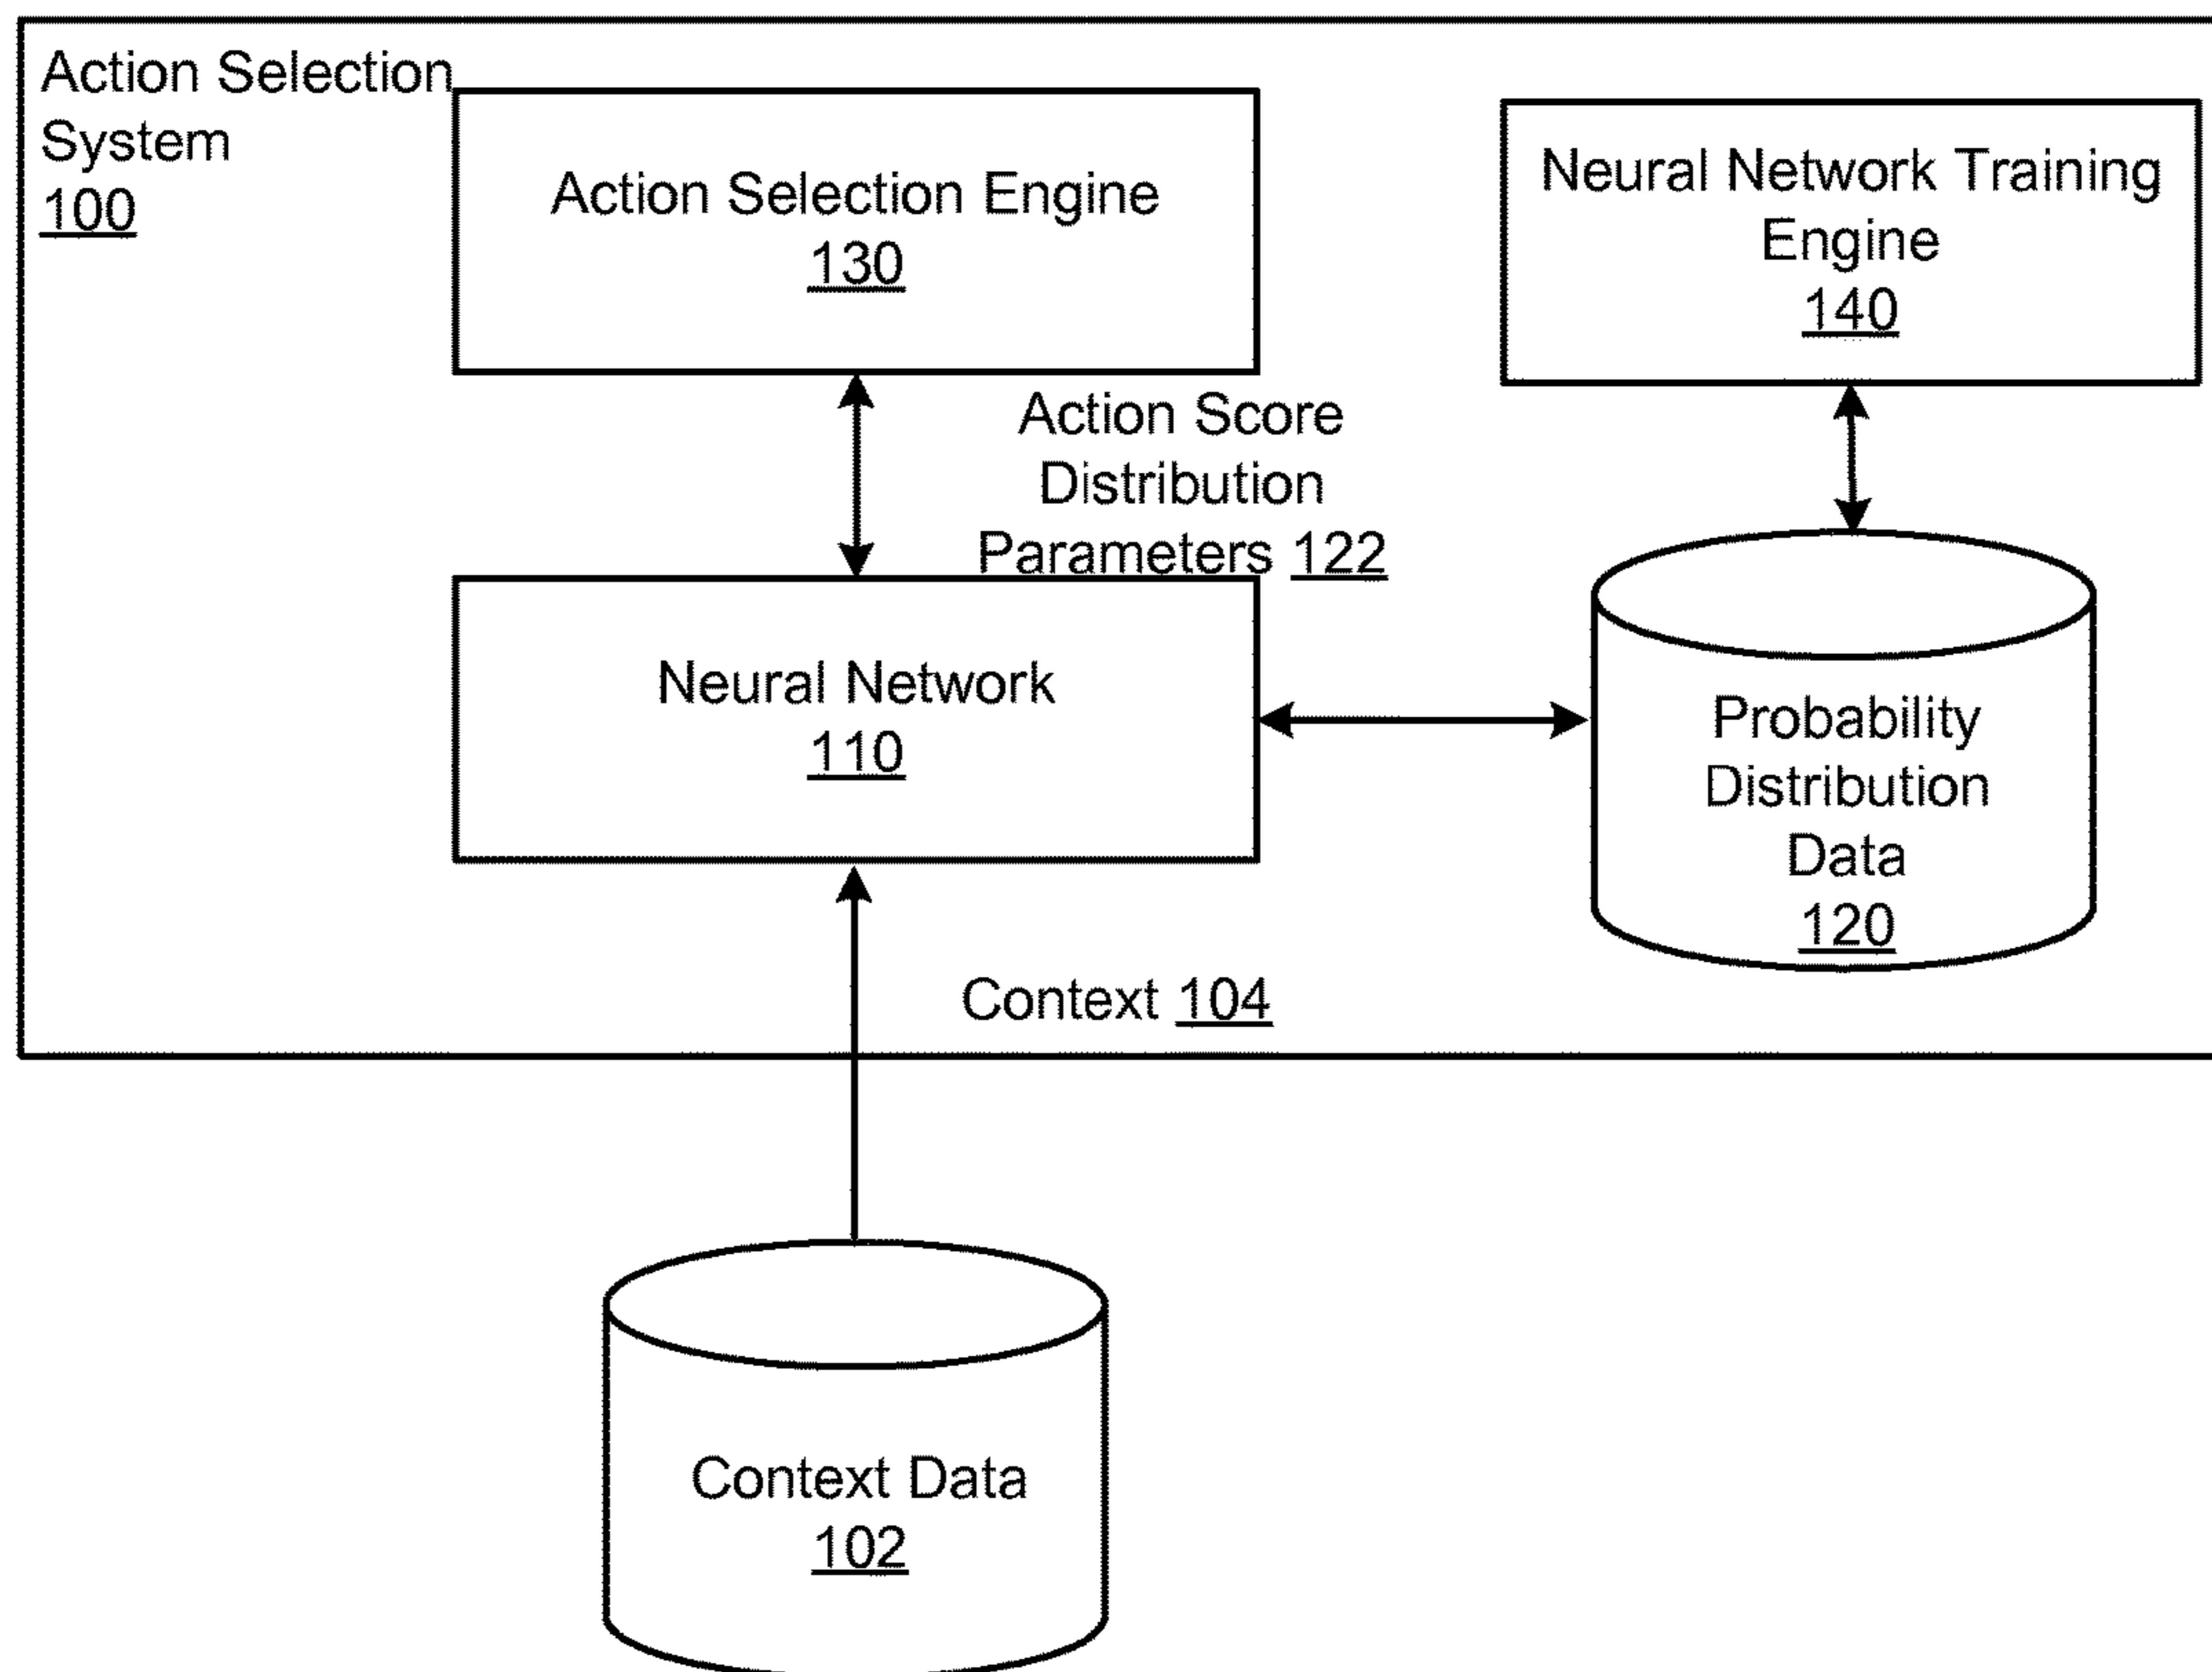 Action Selection
System
100
Action Selection Engine
130
Neural Network Training
Engine
140
Action Score
Distribution
Parameters 122
Neural Network
110
Probability
Distribution
Data
120
Context 104
Context Data
102